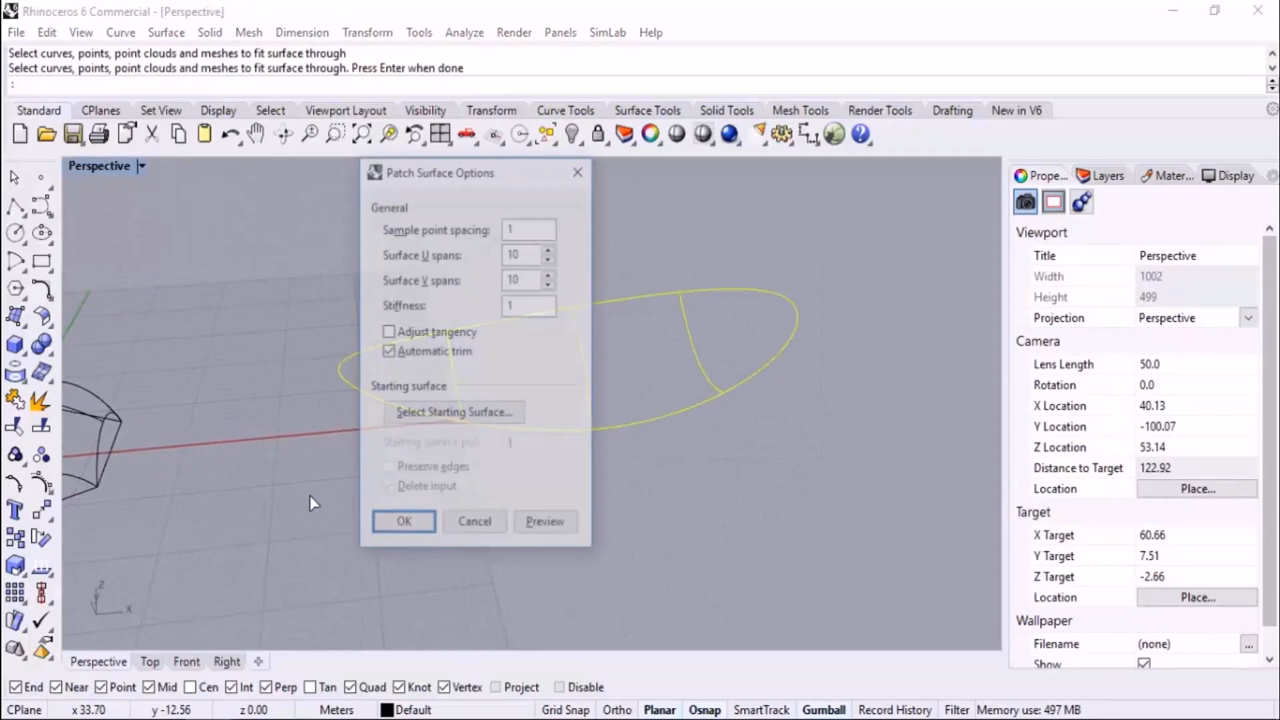 Rhinoceros 6 Commercial - [Perspective]
File Edit View Curve Surface Solid Mesh Dimension Transform Tools Analyze Render Panels SimLab Help
Select curves, points, point clouds and meshes to fit surface through
Select curves, points, point clouds and meshes to fit surface through. Press Enter when done
:
Standard CPlanes Set View Display Select Viewport Layout Visibility Transform Curve Tools Surface Tools Solid Tools Mesh Tools Render Tools Drafting New in V6
Perspective
Patch Surface Options
General
Sample point spacing: 1
Surface U spans: 10
Surface V spans: 10
Stiffness: 1
Adjust tangency
Automatic trim
Starting surface
Select Starting Surface...
Starting surface pull: 1
Preserve edges
Delete input
OK Cancel Preview
z
x
Prope... Layers Mater... Display
Viewport
Title Perspective
Width 1002
Height 499
Projection Perspective
Camera
Lens Length 50.0
Rotation 0.0
X Location 40.13
Y Location -100.07
Z Location 53.14
Distance to Target 122.92
Location Place...
Target
X Target 60.66
Y Target 7.51
Z Target -2.66
Location Place...
Wallpaper
Filename (none) ...
Show
Perspective Top Front Right
End Near Point Mid Cen Int Perp Tan Quad Knot Vertex Project Disable
CPlane x 33.70 y -12.56 z 0.00 Meters Default Grid Snap Ortho Planar Osnap SmartTrack Gumball Record History Filter Memory use: 497 MB